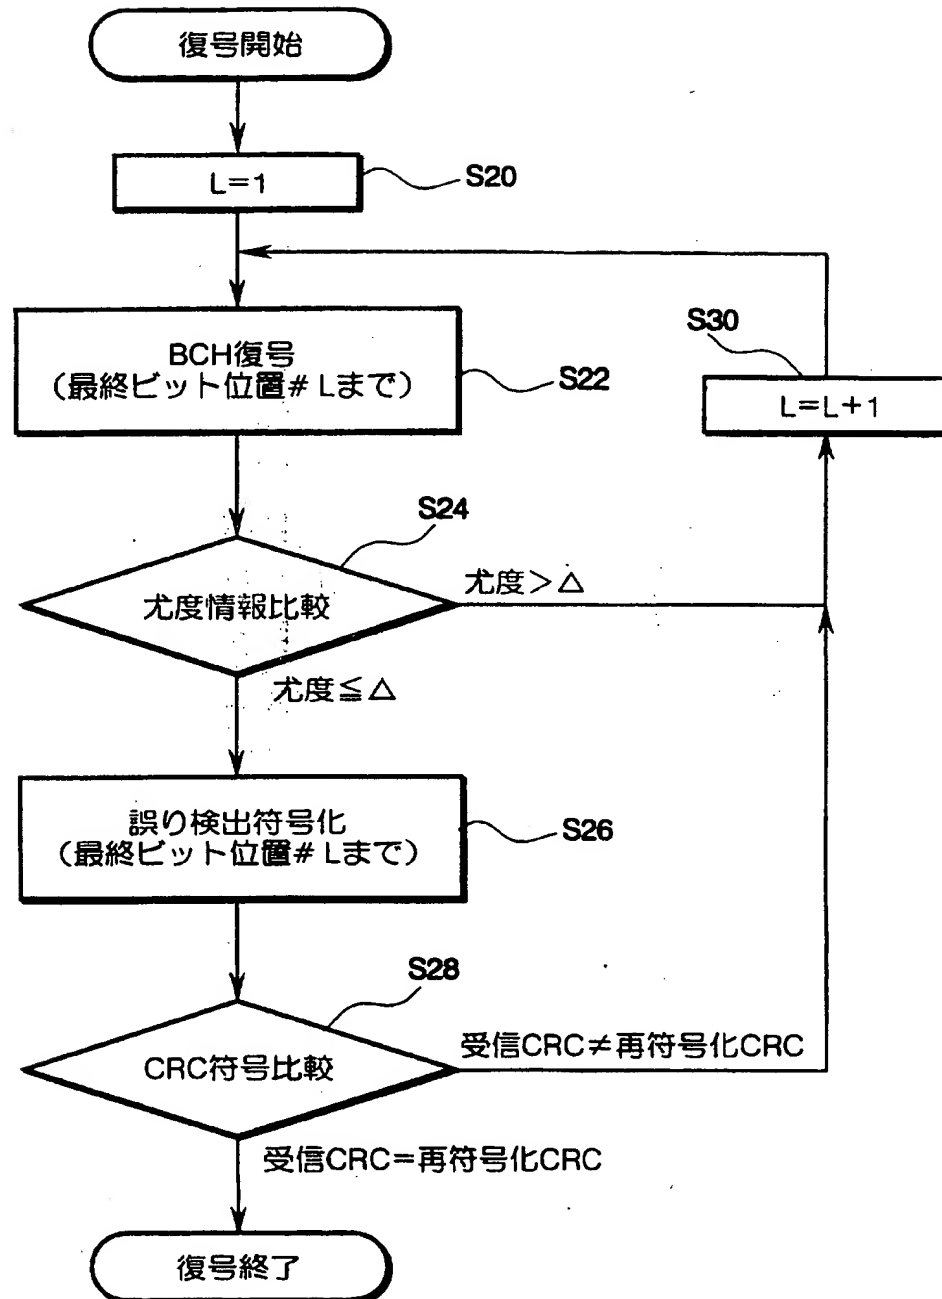 復号開始
L=1
S20
S30
BCH復号
(最終ビット位置# Lまで)
S22
L=L+1
S24
尤度情報比較
尤度>△
尤度≦△
誤り検出符号化
(最終ビット位置# Lまで)
S26
S28
CRC符号比較
受信CRC≠再符号化CRC
受信CRC=再符号化CRC
復号終了